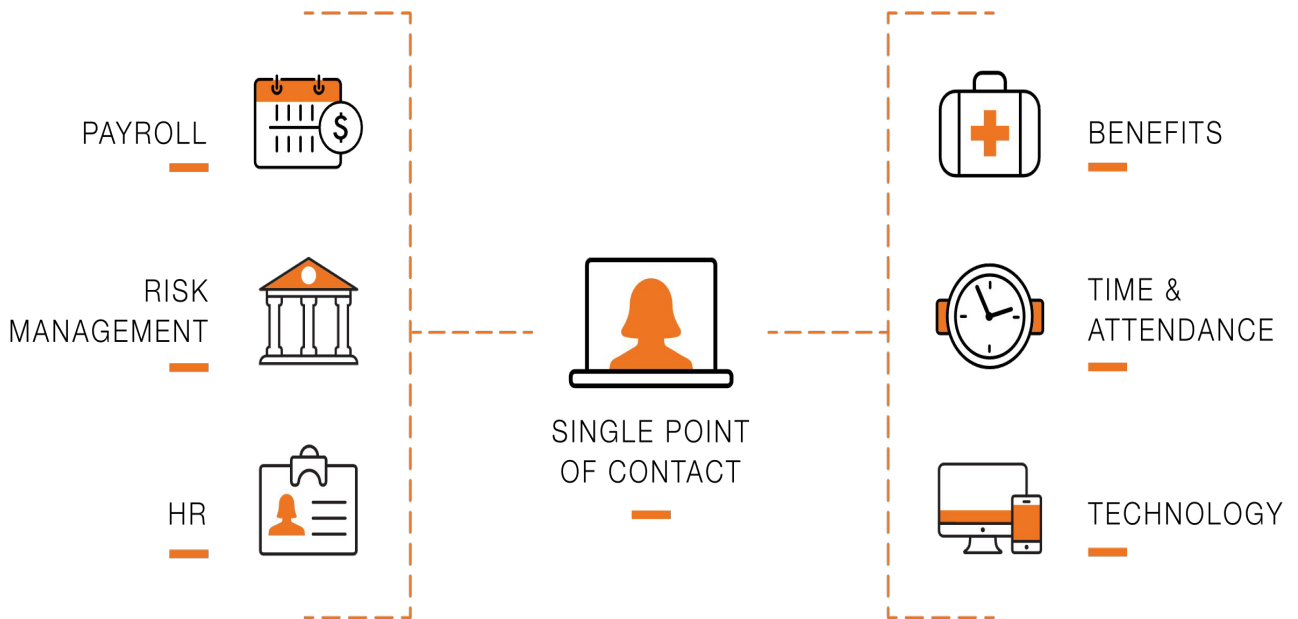 PAYROLL
$
RISK
MANAGEMENT
HR
SINGLE POINT
OF CONTACT
BENEFITS
TIME &
ATTENDANCE
TECHNOLOGY